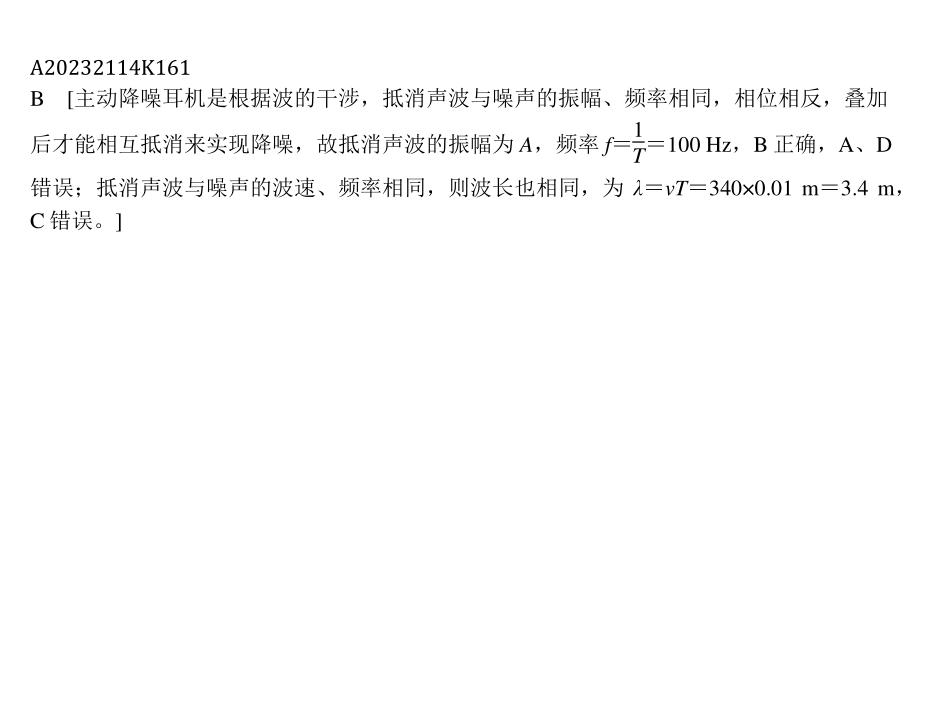 A20232114K161
B [主动降噪耳机是根据波的干涉，抵消声波与噪声的振幅、频率相同，相位相反，叠加
后才能相互抵消来实现降噪，故抵消声波的振幅为 A，频率 f＝1/T＝100 Hz，B 正确，A、D
错误；抵消声波与噪声的波速、频率相同，则波长也相同，为 λ＝vT＝340×0.01 m＝3.4 m，
C 错误。]